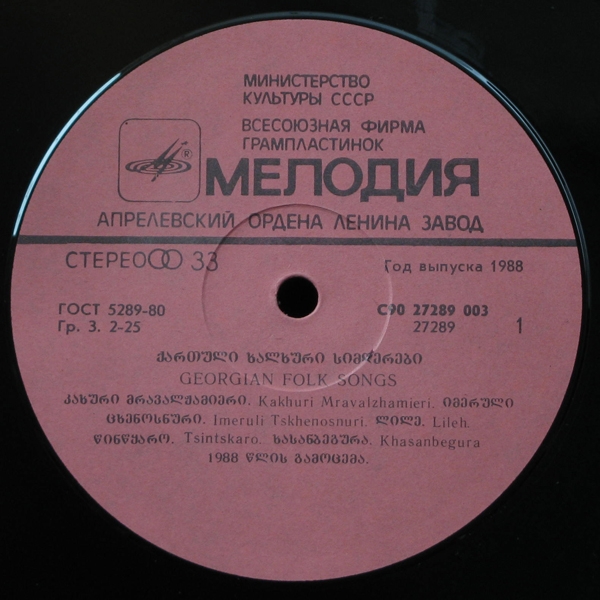 МИНИСТЕРСТВО
КУЛЬТУРЫ СССР
ВСЕСОЮЗНАЯ ФИРМА
ГРАМПЛАСТИНОК
®
МЕЛОДИЯ
АПРЕЛЕВСКИЙ ОРДЕНА ЛЕНИНА ЗАВОД
СТЕРЕО 33 Год выпуска 1988
ГОСТ 5289-80 С90 27289 003
Гр. 3. 2-25 27289 1
ქართული ხალხური სიმღერები
GEORGIAN FOLK SONGS
კახური მრავალჟამიერი. Kakhuri Mravalzhamieri. იმერული
ცხენოსნური. Imeruli Tskhenosnuri. ლილე. Lileh.
წინწყარო. Tsintskaro. ხასანბეგურა. Khasanbegura
1988 წლის გამოცემა.